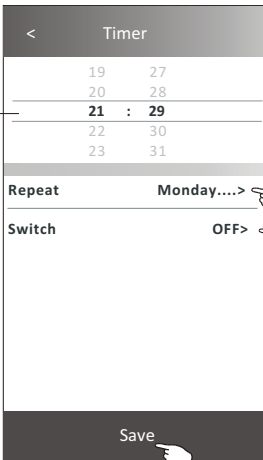 < Timer
19 27
20 28
21 : 29
22 30
23 31
Repeat Monday....>
Switch OFF>
Save